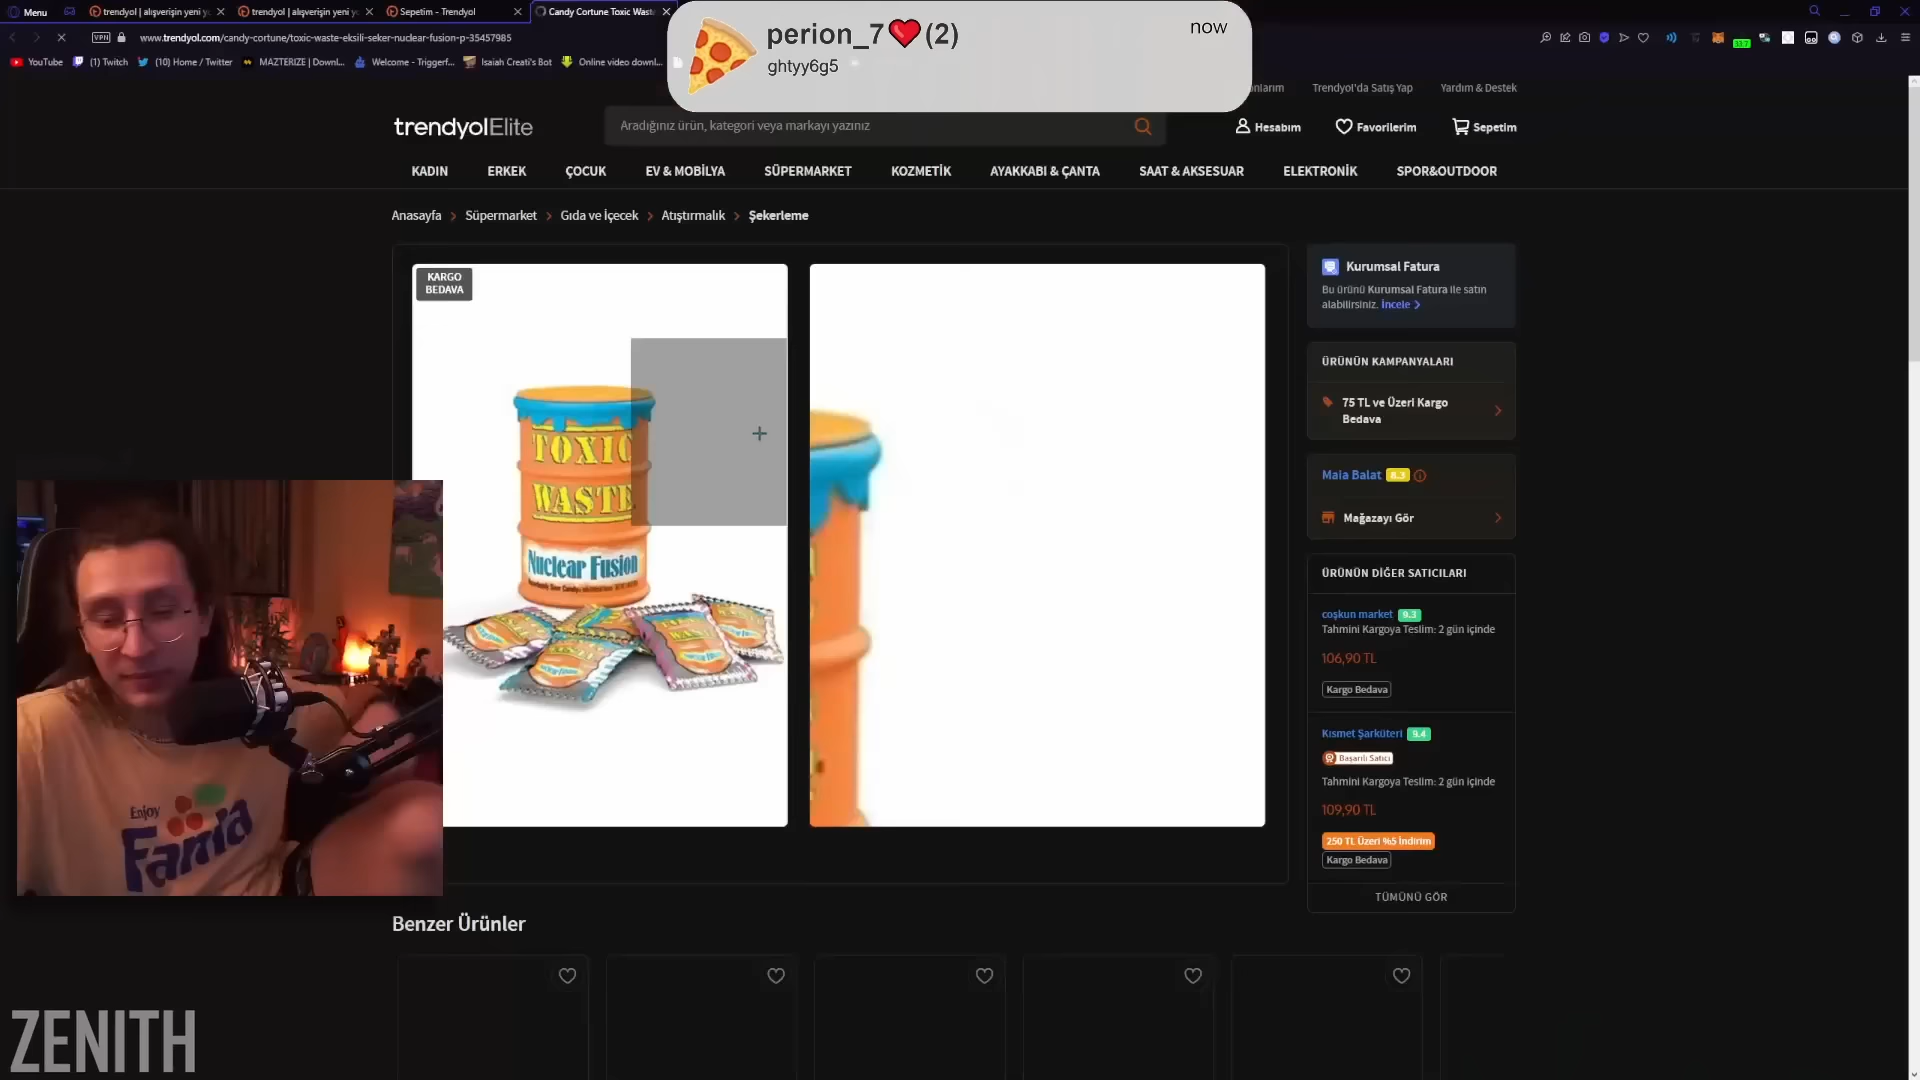 Menu
trendyol | alışverişin yeni y
trendyol | alışverişin yeni y
Sepetim - Trendyol
Candy Cortune Toxic Wast
VPN
www.trendyol.com/candy-cortune/toxic-waste-eksili-seker-nuclear-fusion-p-35457985
YouTube
(1) Twitch
(10) Home / Twitter
MAZTERIZE | Downl...
Welcome - Triggerf...
Isaiah Creati's Bot
Online video downl...
perion_7❤️(2)
now
ghtyy6g5
onlarım
Trendyol'da Satış Yap
Yardım & Destek
trendyolElite
Aradığınız ürün, kategori veya markayı yazınız
Hesabım
Favorilerim
Sepetim
KADIN
ERKEK
ÇOCUK
EV & MOBİLYA
SÜPERMARKET
KOZMETİK
AYAKKABI & ÇANTA
SAAT & AKSESUAR
ELEKTRONİK
SPOR&OUTDOOR
Anasayfa > Süpermarket > Gıda ve İçecek > Atıştırmalık > Şekerleme
KARGO
BEDAVA
TOXIC
WASTE
Nuclear Fusion
Kurumsal Fatura
Bu ürünü Kurumsal Fatura ile satın
alabilirsiniz. İncele >
ÜRÜNÜN KAMPANYALARI
75 TL ve Üzeri Kargo
Bedava
Maia Balat 8.3
Mağazayı Gör
ÜRÜNÜN DİĞER SATICILARI
coşkun market 9.3
Tahmini Kargoya Teslim: 2 gün içinde
106,90 TL
Kargo Bedava
Kısmet Şarküteri 9.4
Başarılı Satıcı
Tahmini Kargoya Teslim: 2 gün içinde
109,90 TL
250 TL Üzeri %5 İndirim
Kargo Bedava
TÜMÜNÜ GÖR
Enjoy
Fanta
Benzer Ürünler
ZENITH